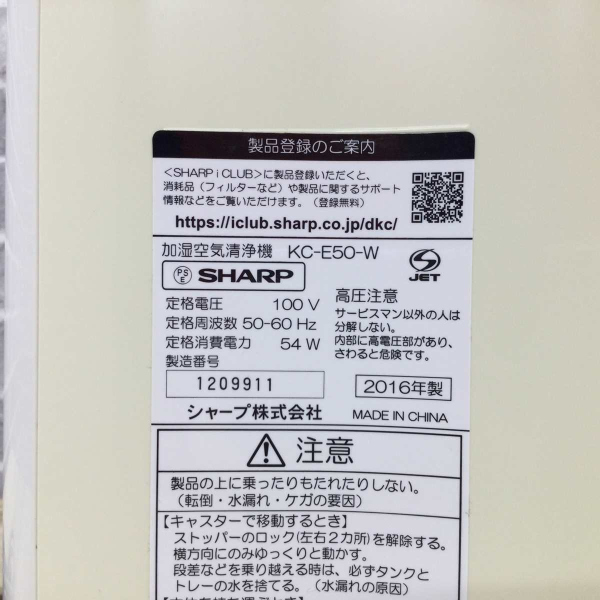 製品登録のご案内
<SHARP i CLUB>に製品登録いただくと、
消耗品（フィルターなど）や製品に関するサポート
情報などをご覧いただけます。（登録無料）
https://iclub.sharp.co.jp/dkc/
加湿空気清浄機 KC-E50-W
PS E SHARP
JET
定格電圧 100 V
定格周波数 50-60 Hz
定格消費電力 54 W
製造番号
1209911
シャープ株式会社
高圧注意
サービスマン以外の人は
分解しない。
内部に高電圧部があり、
さわると危険です。
2016年製
MADE IN CHINA
注意
製品の上に乗ったりもたれたりしない。
（転倒・水漏れ・ケガの要因）
【キャスターで移動するとき】
ストッパーのロック(左右2カ所)を解除する。
横方向にのみゆっくりと動かす。
段差などを乗り越える時は、必ずタンクと
トレーの水を捨てる。（水漏れの原因）